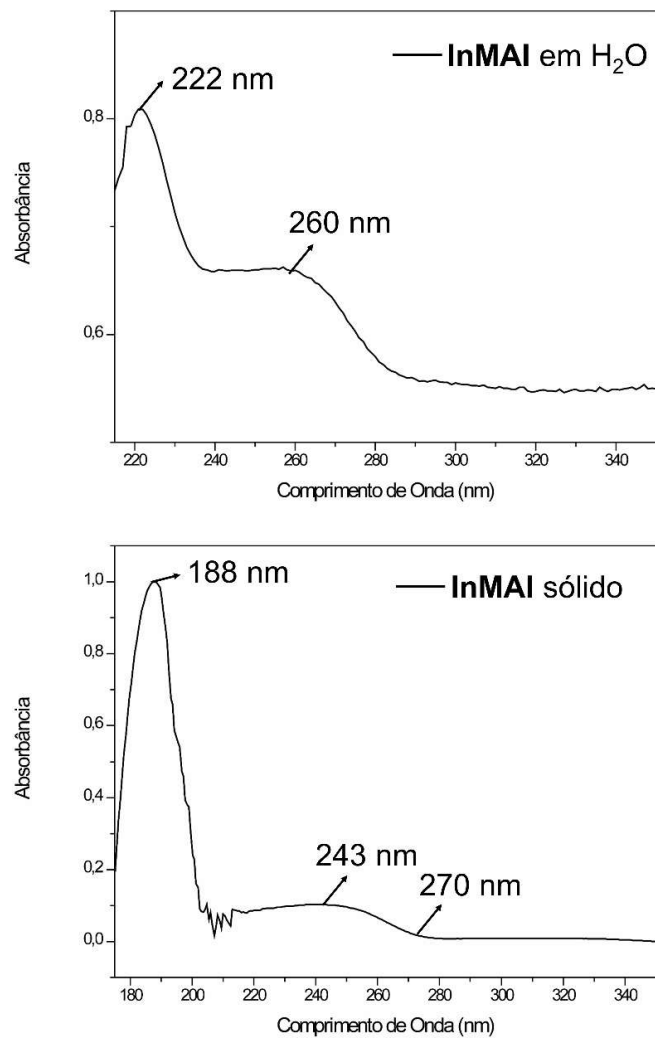 InMAI em H₂O
222 nm
0,8
260 nm
Absorbância
0,6
220 240 260 280 300 320 340
Comprimento de Onda (nm)
188 nm
InMAI sólido
1,0
0,8
0,6
Absorbância
0,4
243 nm
270 nm
0,2
0,0
180 200 220 240 260 280 300 320 340
Comprimento de Onda (nm)